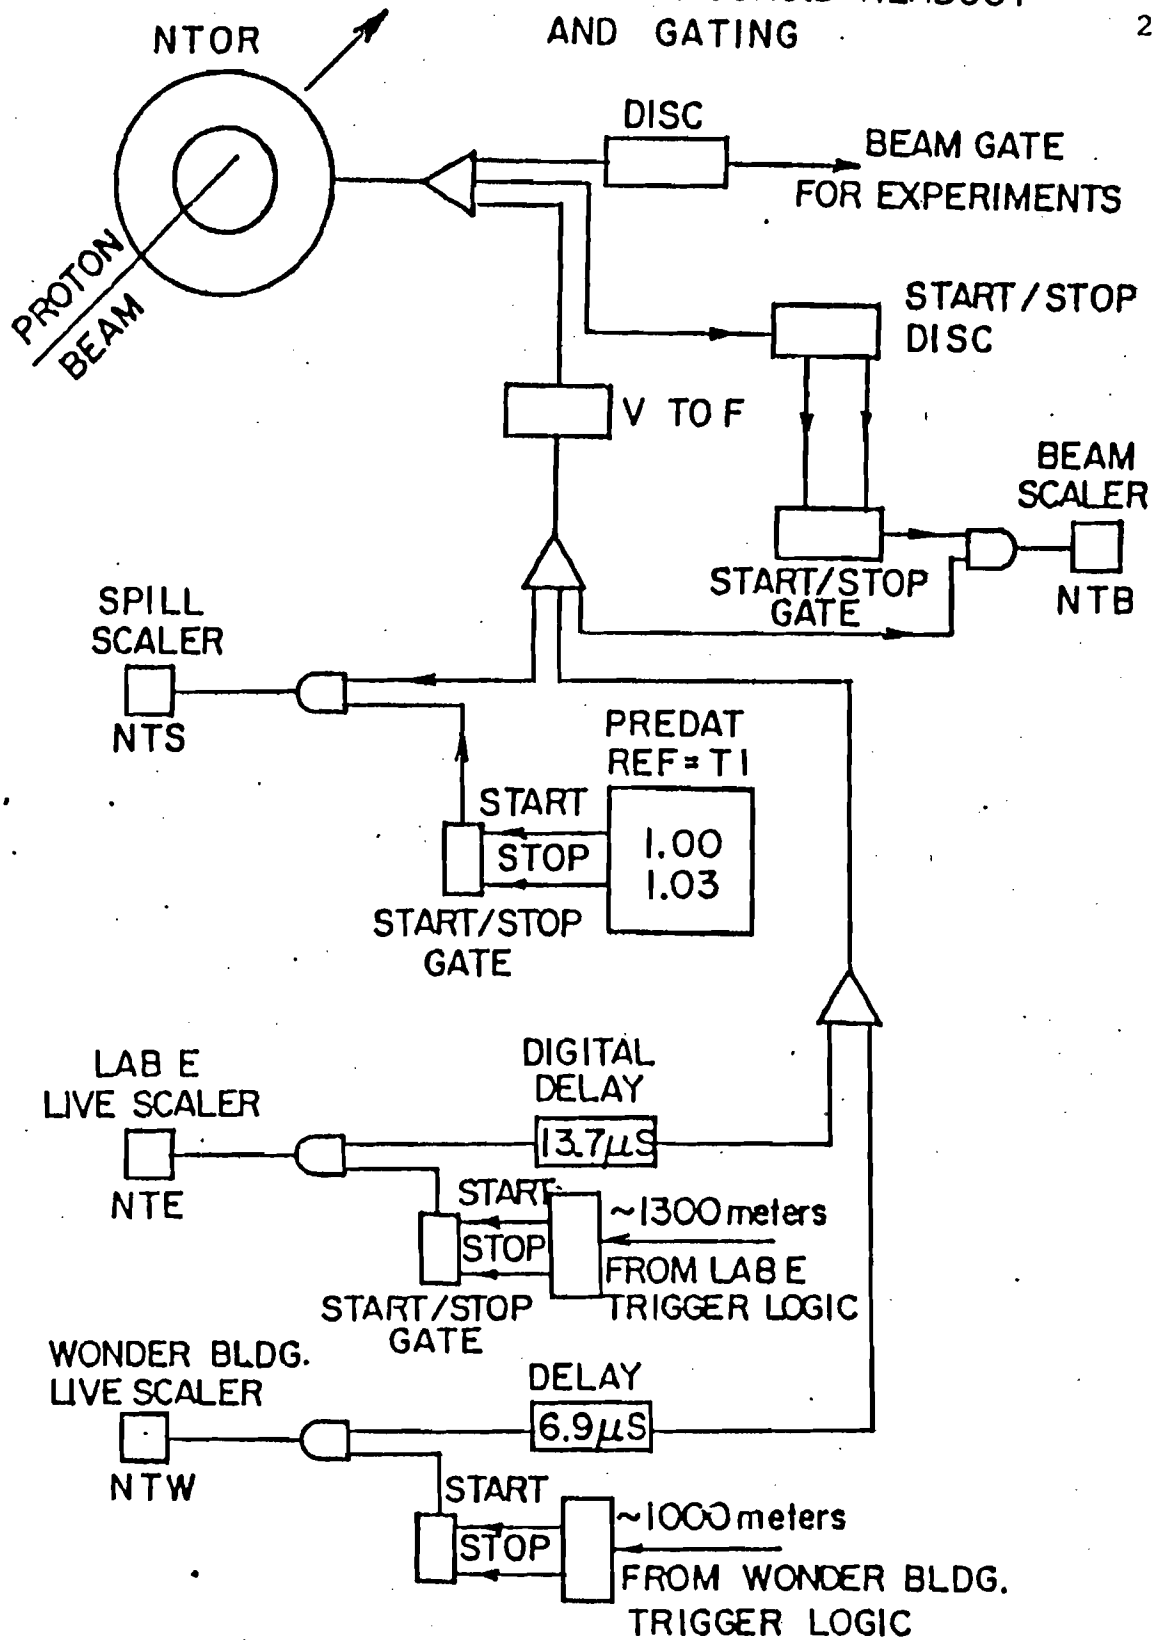 AND GATING
2
NTOR
PROTON
BEAM
DISC
BEAM GATE
FOR EXPERIMENTS
START/STOP
DISC
V TO F
BEAM
SCALER
START/STOP
GATE
NTB
SPILL
SCALER
NTS
PREDAT
REF=T1
START
STOP
1.00
1.03
START/STOP
GATE
LAB E
LIVE SCALER
NTE
DIGITAL
DELAY
13.7μS
START
STOP
~1300 meters
FROM LAB E
TRIGGER LOGIC
START/STOP
GATE
WONDER BLDG.
LIVE SCALER
NTW
DELAY
6.9μS
START
STOP
~1000 meters
FROM WONDER BLDG.
TRIGGER LOGIC